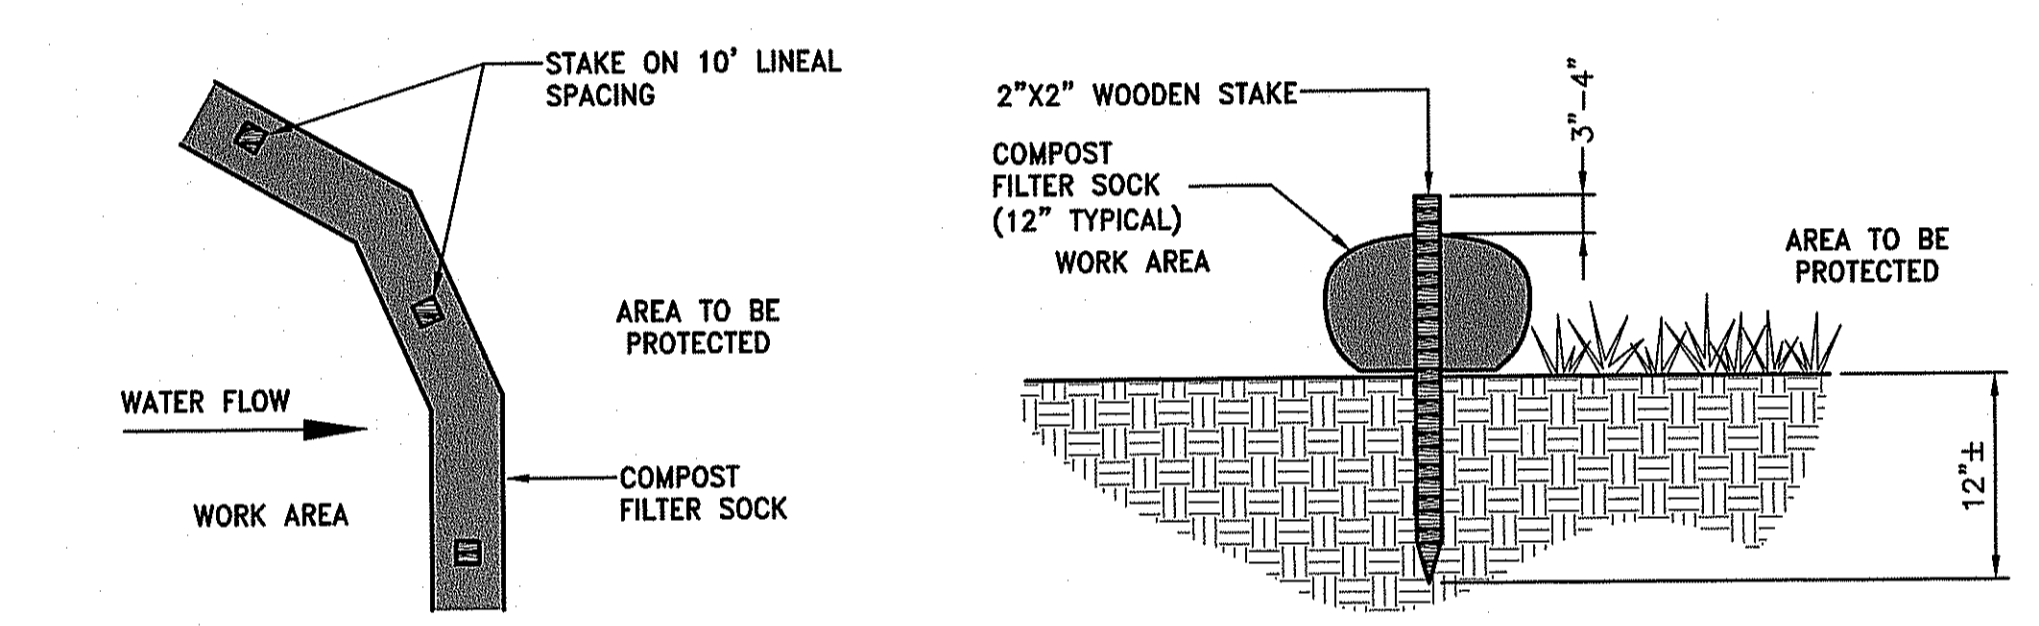 STAKE ON 10' LINEAL
SPACING
AREA TO BE
PROTECTED
WATER FLOW
WORK AREA
COMPOST
FILTER SOCK
2"X2" WOODEN STAKE
COMPOST
FILTER SOCK
(12" TYPICAL)
WORK AREA
3"-4"
AREA TO BE
PROTECTED
12"±